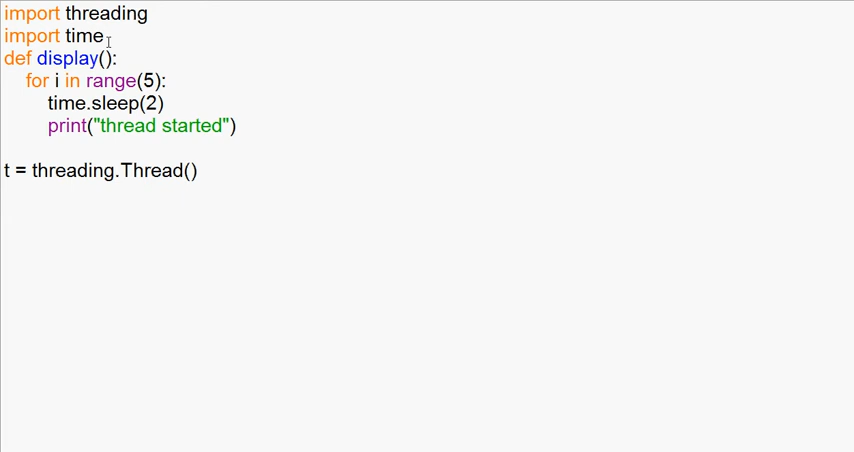 import threading
import time
def display():
    for i in range(5):
        time.sleep(2)
        print("thread started")

t = threading.Thread()